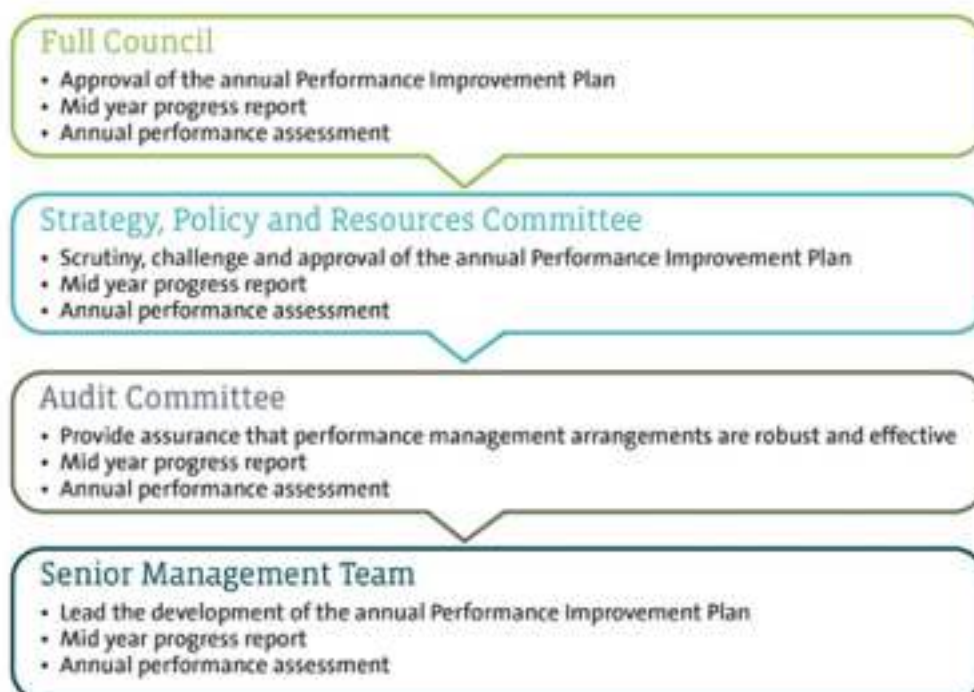 Full Council
• Approval of the annual Performance Improvement Plan
• Mid year progress report
• Annual performance assessment
Strategy, Policy and Resources Committee
• Scrutiny, challenge and approval of the annual Performance Improvement Plan
• Mid year progress report
• Annual performance assessment
Audit Committee
• Provide assurance that performance management arrangements are robust and effective
• Mid year progress report
• Annual performance assessment
Senior Management Team
• Lead the development of the annual Performance Improvement Plan
• Mid year progress report
• Annual performance assessment